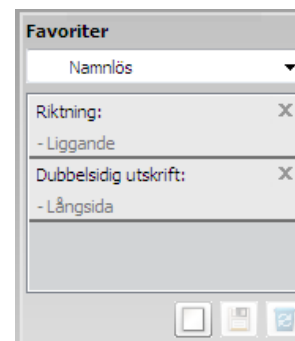 Favoriter
Namnlös
Riktning:
- Liggande
Dubbelsidig utskrift:
- Långsida